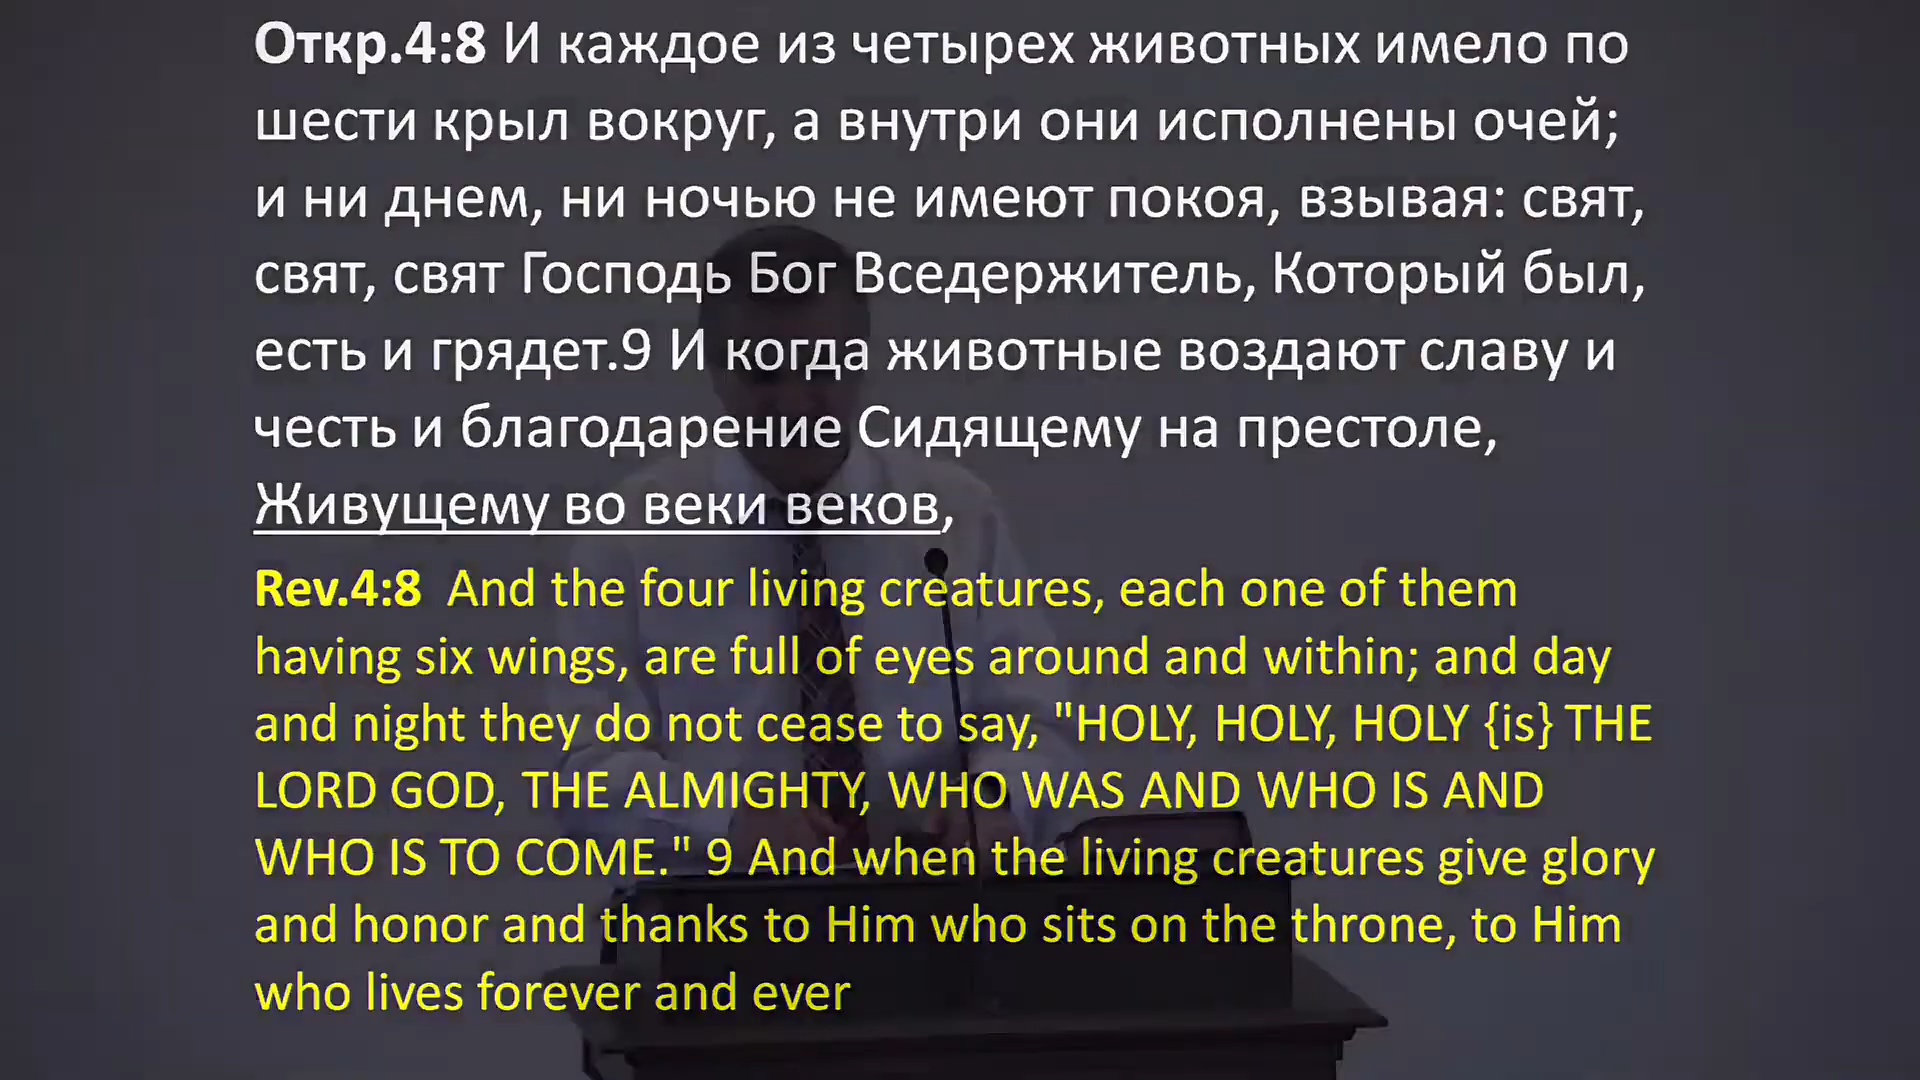 Откр.4:8 И каждое из четырех животных имело по
шести крыл вокруг, а внутри они исполнены очей;
и ни днем, ни ночью не имеют покоя, взывая: свят,
свят, свят Господь Бог Вседержитель, Который был,
есть и грядет.9 И когда животные воздают славу и
честь и благодарение Сидящему на престоле,
Живущему во веки веков,
Rev.4:8  And the four living creatures, each one of them
having six wings, are full of eyes around and within; and day
and night they do not cease to say, "HOLY, HOLY, HOLY {is} THE
LORD GOD, THE ALMIGHTY, WHO WAS AND WHO IS AND
WHO IS TO COME." 9 And when the living creatures give glory
and honor and thanks to Him who sits on the throne, to Him
who lives forever and ever